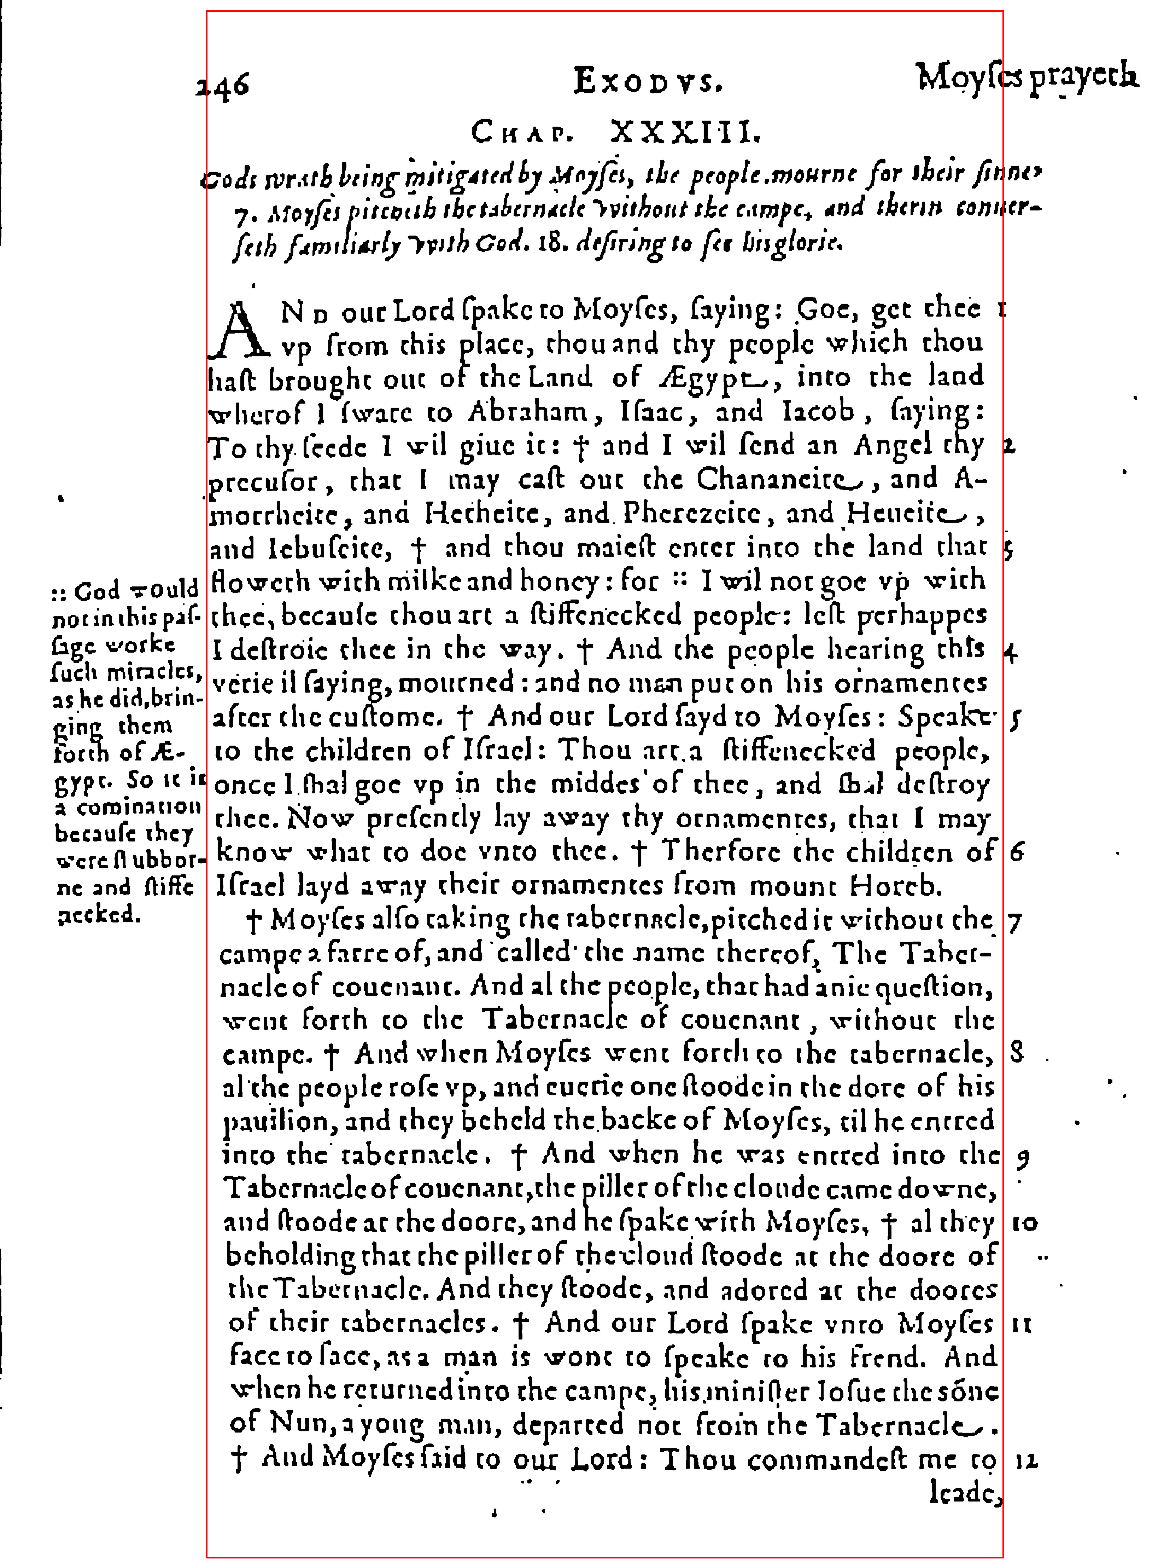 246 EXODVS. Moyſes prayeth
CHAP. XXXIII.
Gods wrath being mitigated by Moyſes, the people mourne for their ſinne,
7. Moyſes pitcheth the tabernacle vvithout the campe, and therin conuer-
ſeth familiarly vvith God. 18. deſiring to ſee his glorie.
AND our Lord ſpake to Moyſes, ſaying: Goe, get thee 1
vp from this place, thou and thy people which thou
haſt brought out of the Land of Ægypt, into the land
wherof I ſware to Abraham, Iſaac, and Iacob, ſaying:
To thy ſeede I wil giue it: † and I wil ſend an Angel thy 2
precuſor, that I may caſt out the Chananeite, and A-
morrheite, and Hetheite, and Pherezeite, and Heueite,
and Iebuſeite, † and thou maieſt enter into the land that 3
floweth with milke and honey: for :: I wil not goe vp with
thee, becauſe thou art a ſtiffenecked people: leſt perhappes
I deſtroie thee in the way. † And the people hearing this 4
verie il ſaying, mourned: and no man put on his ornamentes
after the cuſtome. † And our Lord ſayd to Moyſes: Speake 5
to the children of Iſrael: Thou art a ſtiffenecked people,
once I ſhal goe vp in the middes of thee, and ſhal deſtroy
thee. Now preſently lay away thy ornamentes, that I may
know what to doe vnto thee. † Therfore the children of 6
Iſrael layd away their ornamentes from mount Horeb.
:: God would
not in this paſ-
ſage worke
ſuch miracles,
as he did, brin-
ging them
forth of Æ-
gypt. So it is
a comination
becauſe they
were ſtubbor-
ne and ſtiffe
necked.
† Moyſes alſo taking the tabernacle, pitched it without the 7
campe a farre of, and called the name thereof, The Taber-
nacle of couenant. And al the people, that had anie queſtion,
went forth to the Tabernacle of couenant, without the
campe. † And when Moyſes went forth to the tabernacle, 8
al the people roſe vp, and euerie one ſtoode in the dore of his
pauilion, and they beheld the backe of Moyſes, til he entred
into the tabernacle. † And when he was entred into the 9
Tabernacle of couenant, the piller of the cloude came downe,
and ſtoode at the doore, and he ſpake with Moyſes, † al they 10
beholding that the piller of the cloud ſtoode at the doore of
the Tabernacle. And they ſtoode, and adored at the doores
of their tabernacles. † And our Lord ſpake vnto Moyſes 11
face to face, as a man is wont to ſpeake to his frend. And
when he returned into the campe, his miniſter Ioſue the sōne
of Nun, a yong man, departed not from the Tabernacle.
† And Moyſes ſaid to our Lord: Thou commandeſt me to 12
leade,